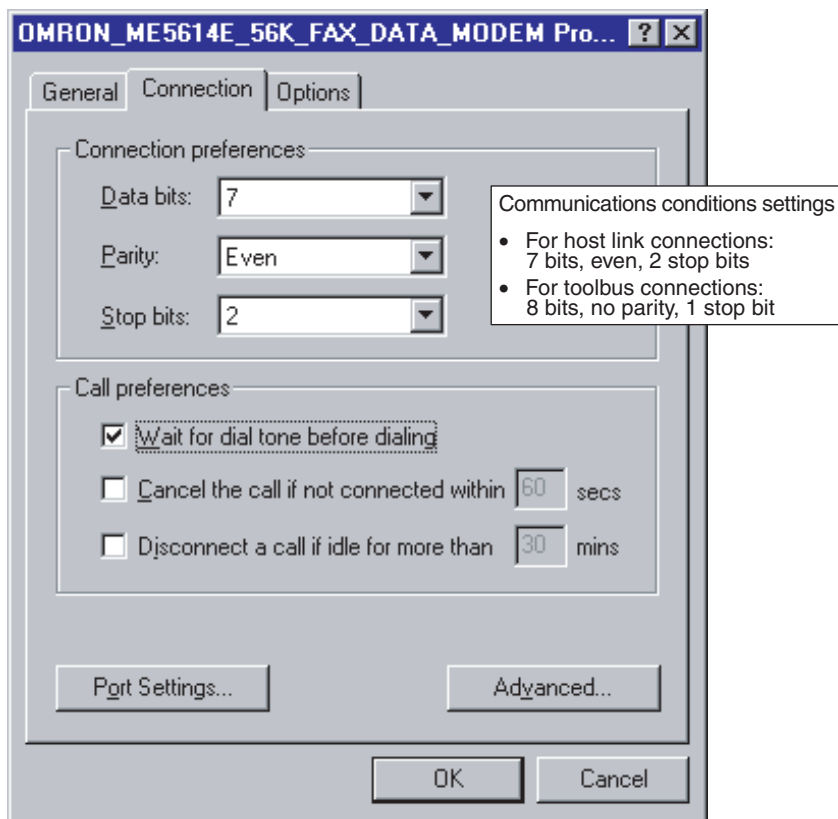 OMRON_ME5614E_56K_FAX_DATA_MODEM Pro...
General Connection Options
Connection preferences
Data bits: 7
Parity: Even
Stop bits: 2
Communications conditions settings
• For host link connections:
7 bits, even, 2 stop bits
• For toolbus connections:
8 bits, no parity, 1 stop bit
Call preferences
Wait for dial tone before dialing
Cancel the call if not connected within 60 secs
Disconnect a call if idle for more than 30 mins
Port Settings... Advanced...
OK Cancel